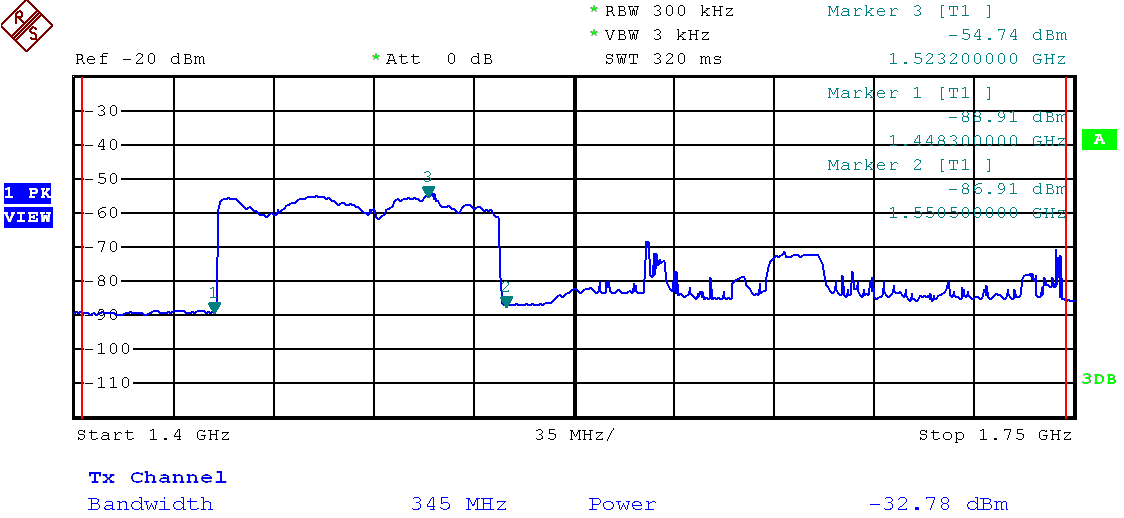 R S
* RBW 300 kHz
Marker 3 [T1 ]
* VBW 3 kHz
-54.74 dBm
Ref -20 dBm
* Att 0 dB
SWT 320 ms
1.523200000 GHz
Marker 1 [T1 ]
-88.91 dBm
1.448300000 GHz
Marker 2 [T1 ]
-86.91 dBm
1.550500000 GHz
A
1 PK
VIEW
-30
-40
-50
-60
-70
-80
-90
-100
-110
3
1
2
3DB
Start 1.4 GHz
35 MHz/
Stop 1.75 GHz
Tx Channel
Bandwidth 345 MHz Power -32.78 dBm